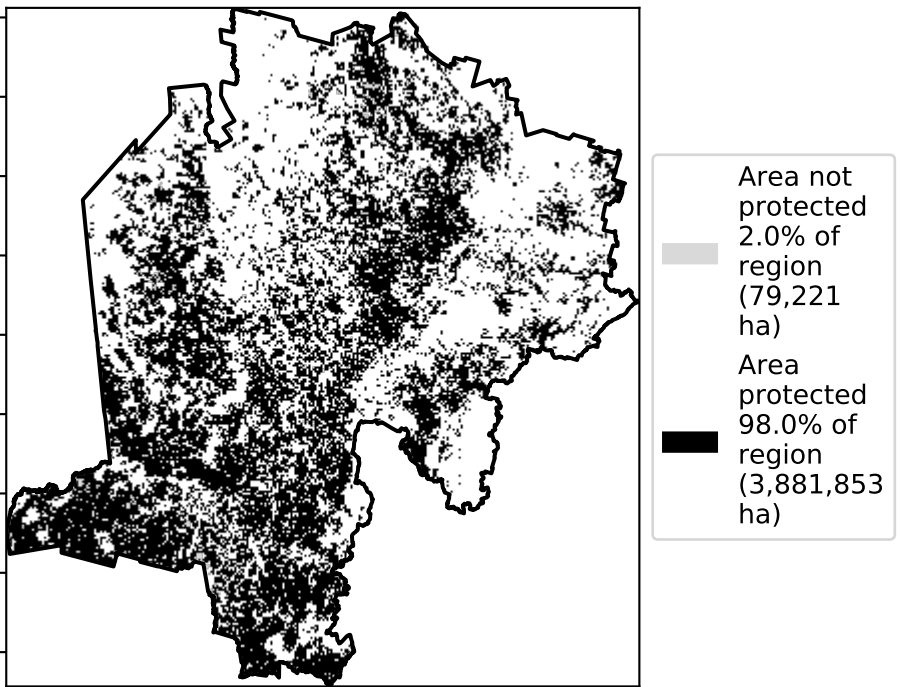 Area not
protected
2.0% of
region
(79,221
ha)
Area
protected
98.0% of
region
(3,881,853
ha)